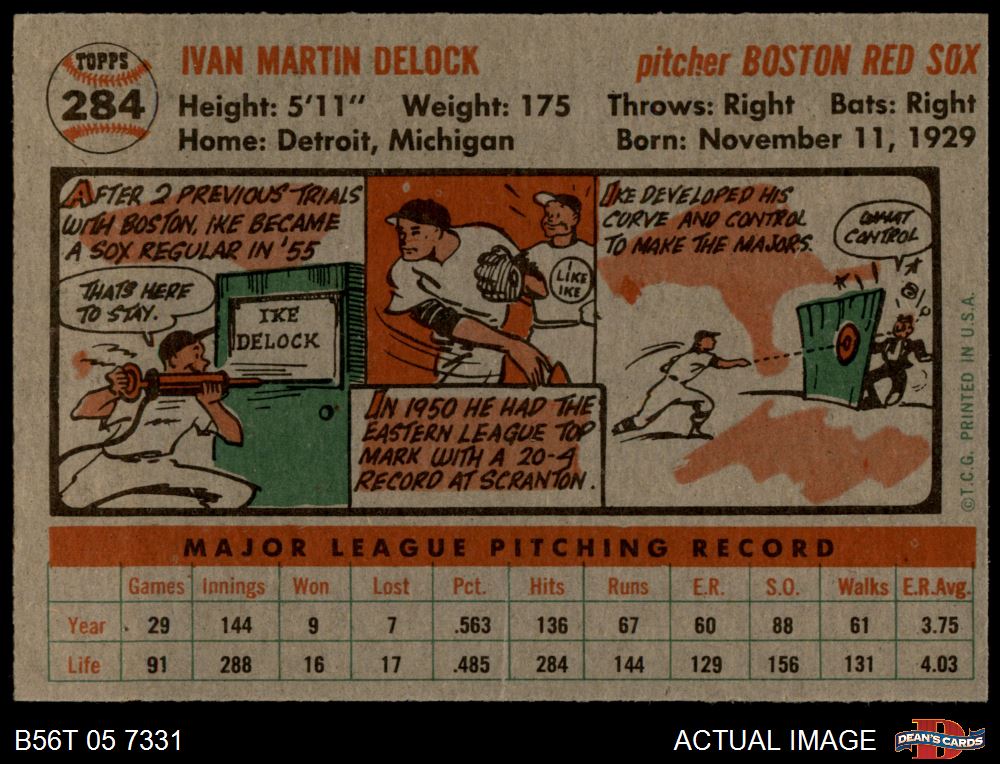 TOPPS
284
IVAN MARTIN DELOCK
pitcher BOSTON RED SOX
Height: 5'11" Weight: 175 Throws: Right Bats: Right
Home: Detroit, Michigan Born: November 11, 1929
AFTER 2 PREVIOUS TRIALS
WITH BOSTON, IKE BECAME
A SOX REGULAR IN '55
THATS HERE
TO STAY.
IKE
DELOCK
I
LIKE
IKE
IN 1950 HE HAD THE
EASTERN LEAGUE TOP
MARK WITH A 20-4
RECORD AT SCRANTON.
IKE DEVELOPED HIS
CURVE AND CONTROL
TO MAKE THE MAJORS.
WHAT
CONTROL
©T.C.G. PRINTED IN U.S.A.
MAJOR LEAGUE PITCHING RECORD
Games Innings Won Lost Pct. Hits Runs E.R. S.O. Walks E.R.Avg.
Year 29 144 9 7 .563 136 67 60 88 61 3.75
Life 91 288 16 17 .485 284 144 129 156 131 4.03
B56T 05 7331
ACTUAL IMAGE
DEAN'S CARDS